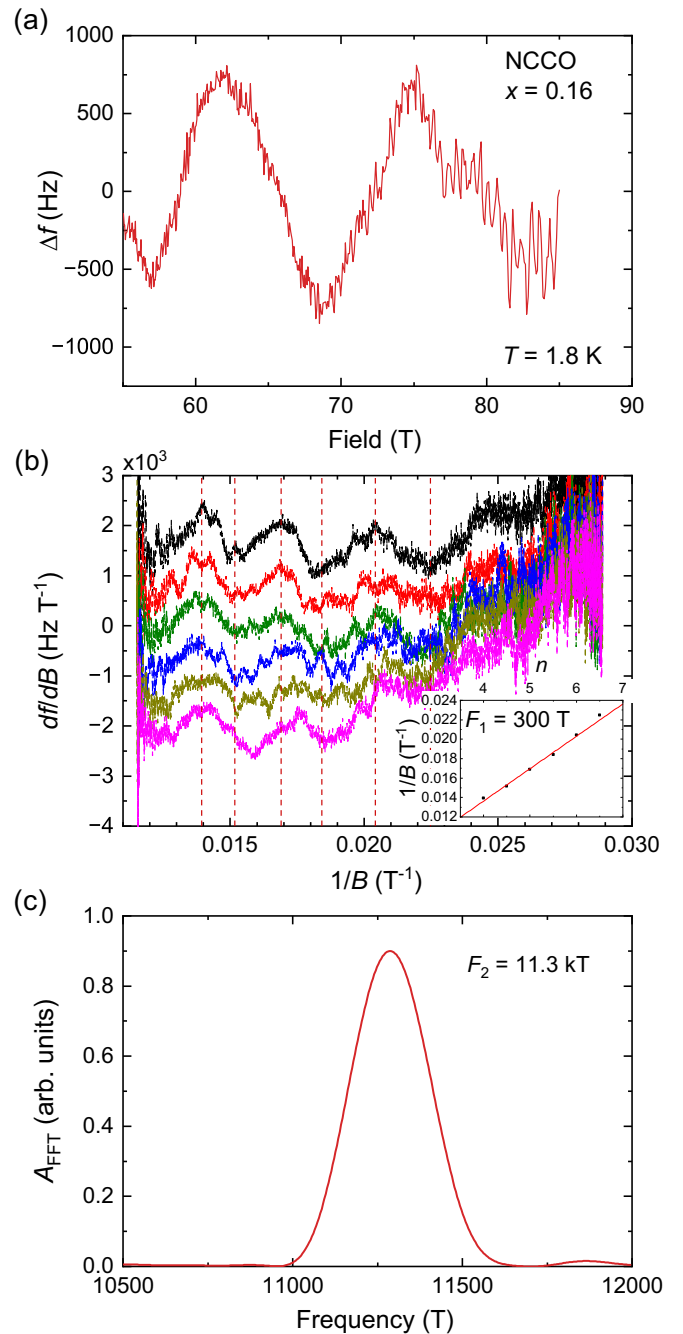 (a)
1000
500
0
−500
−1000
Δf (Hz)
NCCO
x = 0.16
T = 1.8 K
60
70
80
90
Field (T)
(b)
x10³
3
2
1
0
−1
−2
−3
−4
df/dB (Hz T⁻¹)
n
4
5
6
7
0.024
0.022
0.020
0.018
0.016
0.014
0.012
1/B (T⁻¹)
F₁ = 300 T
0.015
0.020
0.025
0.030
1/B (T⁻¹)
(c)
1.0
0.8
0.6
0.4
0.2
0.0
A_FFT (arb. units)
F₂ = 11.3 kT
10500
11000
11500
12000
Frequency (T)